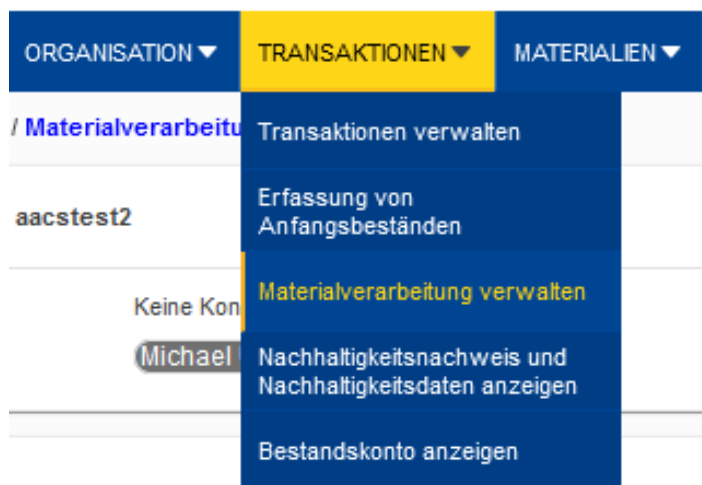 ORGANISATION TRANSAKTIONEN MATERIALIEN
/ Materialverarbeitu
Transaktionen verwalten
aacstest2
Erfassung von
Anfangsbeständen
Keine Kon
Materialverarbeitung verwalten
Michael
Nachhaltigkeitsnachweis und
Nachhaltigkeitsdaten anzeigen
Bestandskonto anzeigen